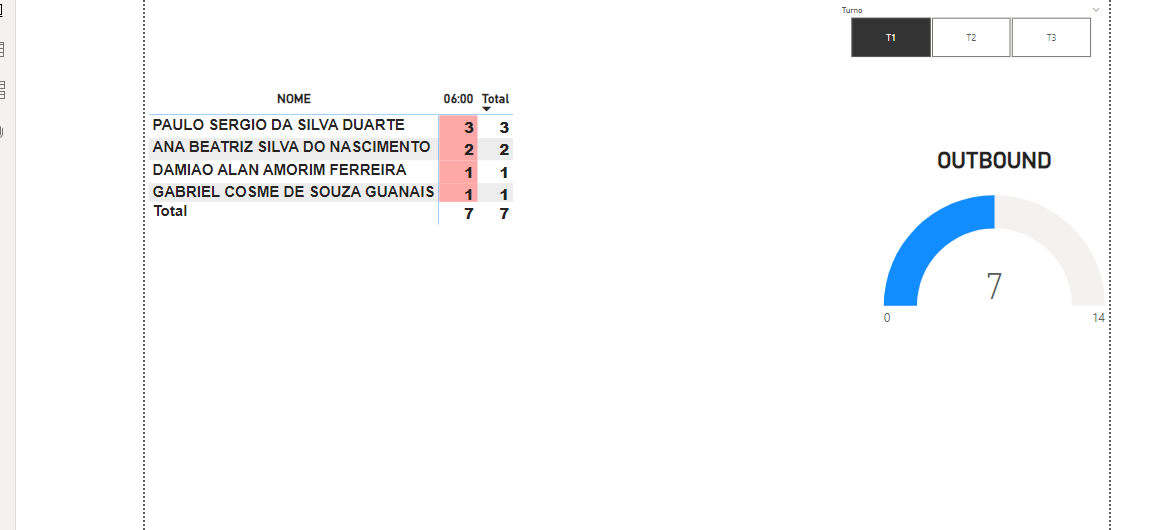 Turno
T1 T2 T3
NOME 06:00 Total
PAULO SERGIO DA SILVA DUARTE 3 3
ANA BEATRIZ SILVA DO NASCIMENTO 2 2
DAMIAO ALAN AMORIM FERREIRA 1 1
GABRIEL COSME DE SOUZA GUANAIS 1 1
Total 7 7
OUTBOUND
7
0 14